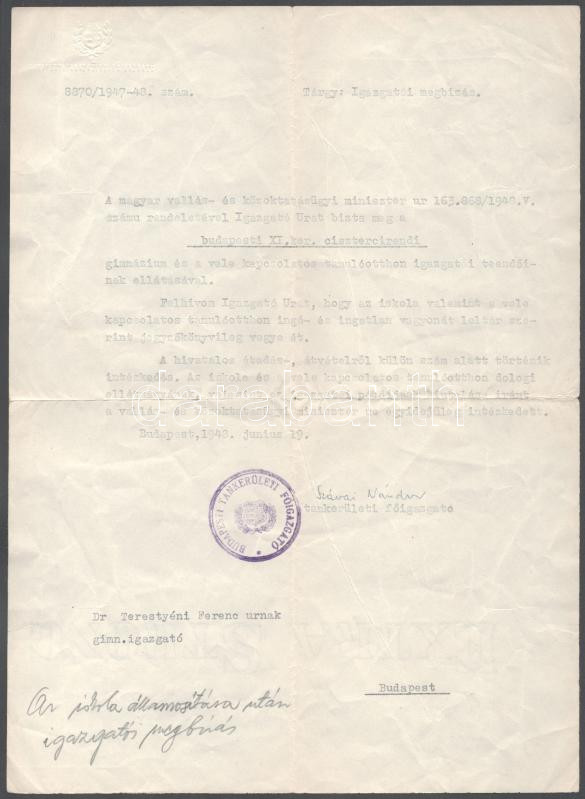 8870/1947-48. szám.
Tárgy: Igazgatói megbizás.
A magyar vallás- és közoktatásügyi miniszter ur 163.868/1948.V.
számu rendeletével Igazgató Urat bizta meg a
budapesti XI.ker. cisztercirendi
gimnázium és a vele kapcsolatos tanulóotthon igazgatói teendői-
nek ellátásával.
Felhivom Igazgató Urat, hogy az iskola valamint a vele
kapcsolatos tanulóotthon ingó- és ingatlan vagyonát leltár sze-
rint jegyzőkönyvileg vegye át.
A hivatalos átadás-, átvételről külön szám alatt történik
intézkedés. Az iskola és a vele kapcsolatos tanulóotthon dologi
iránt
a vallás- és közoktatásügyi miniszter ur egyidejüleg intézkedett.
Budapest,1948. junius 19.
BUDAPESTI TANKERÜLETI FŐIGAZGATÓ
Szávai Nándor
tankerületi főigazgató
Dr Terestyéni Ferenc urnak
gimn.igazgató
Budapest
Az iskola államosítása után
igazgatói megbízás
darabanth